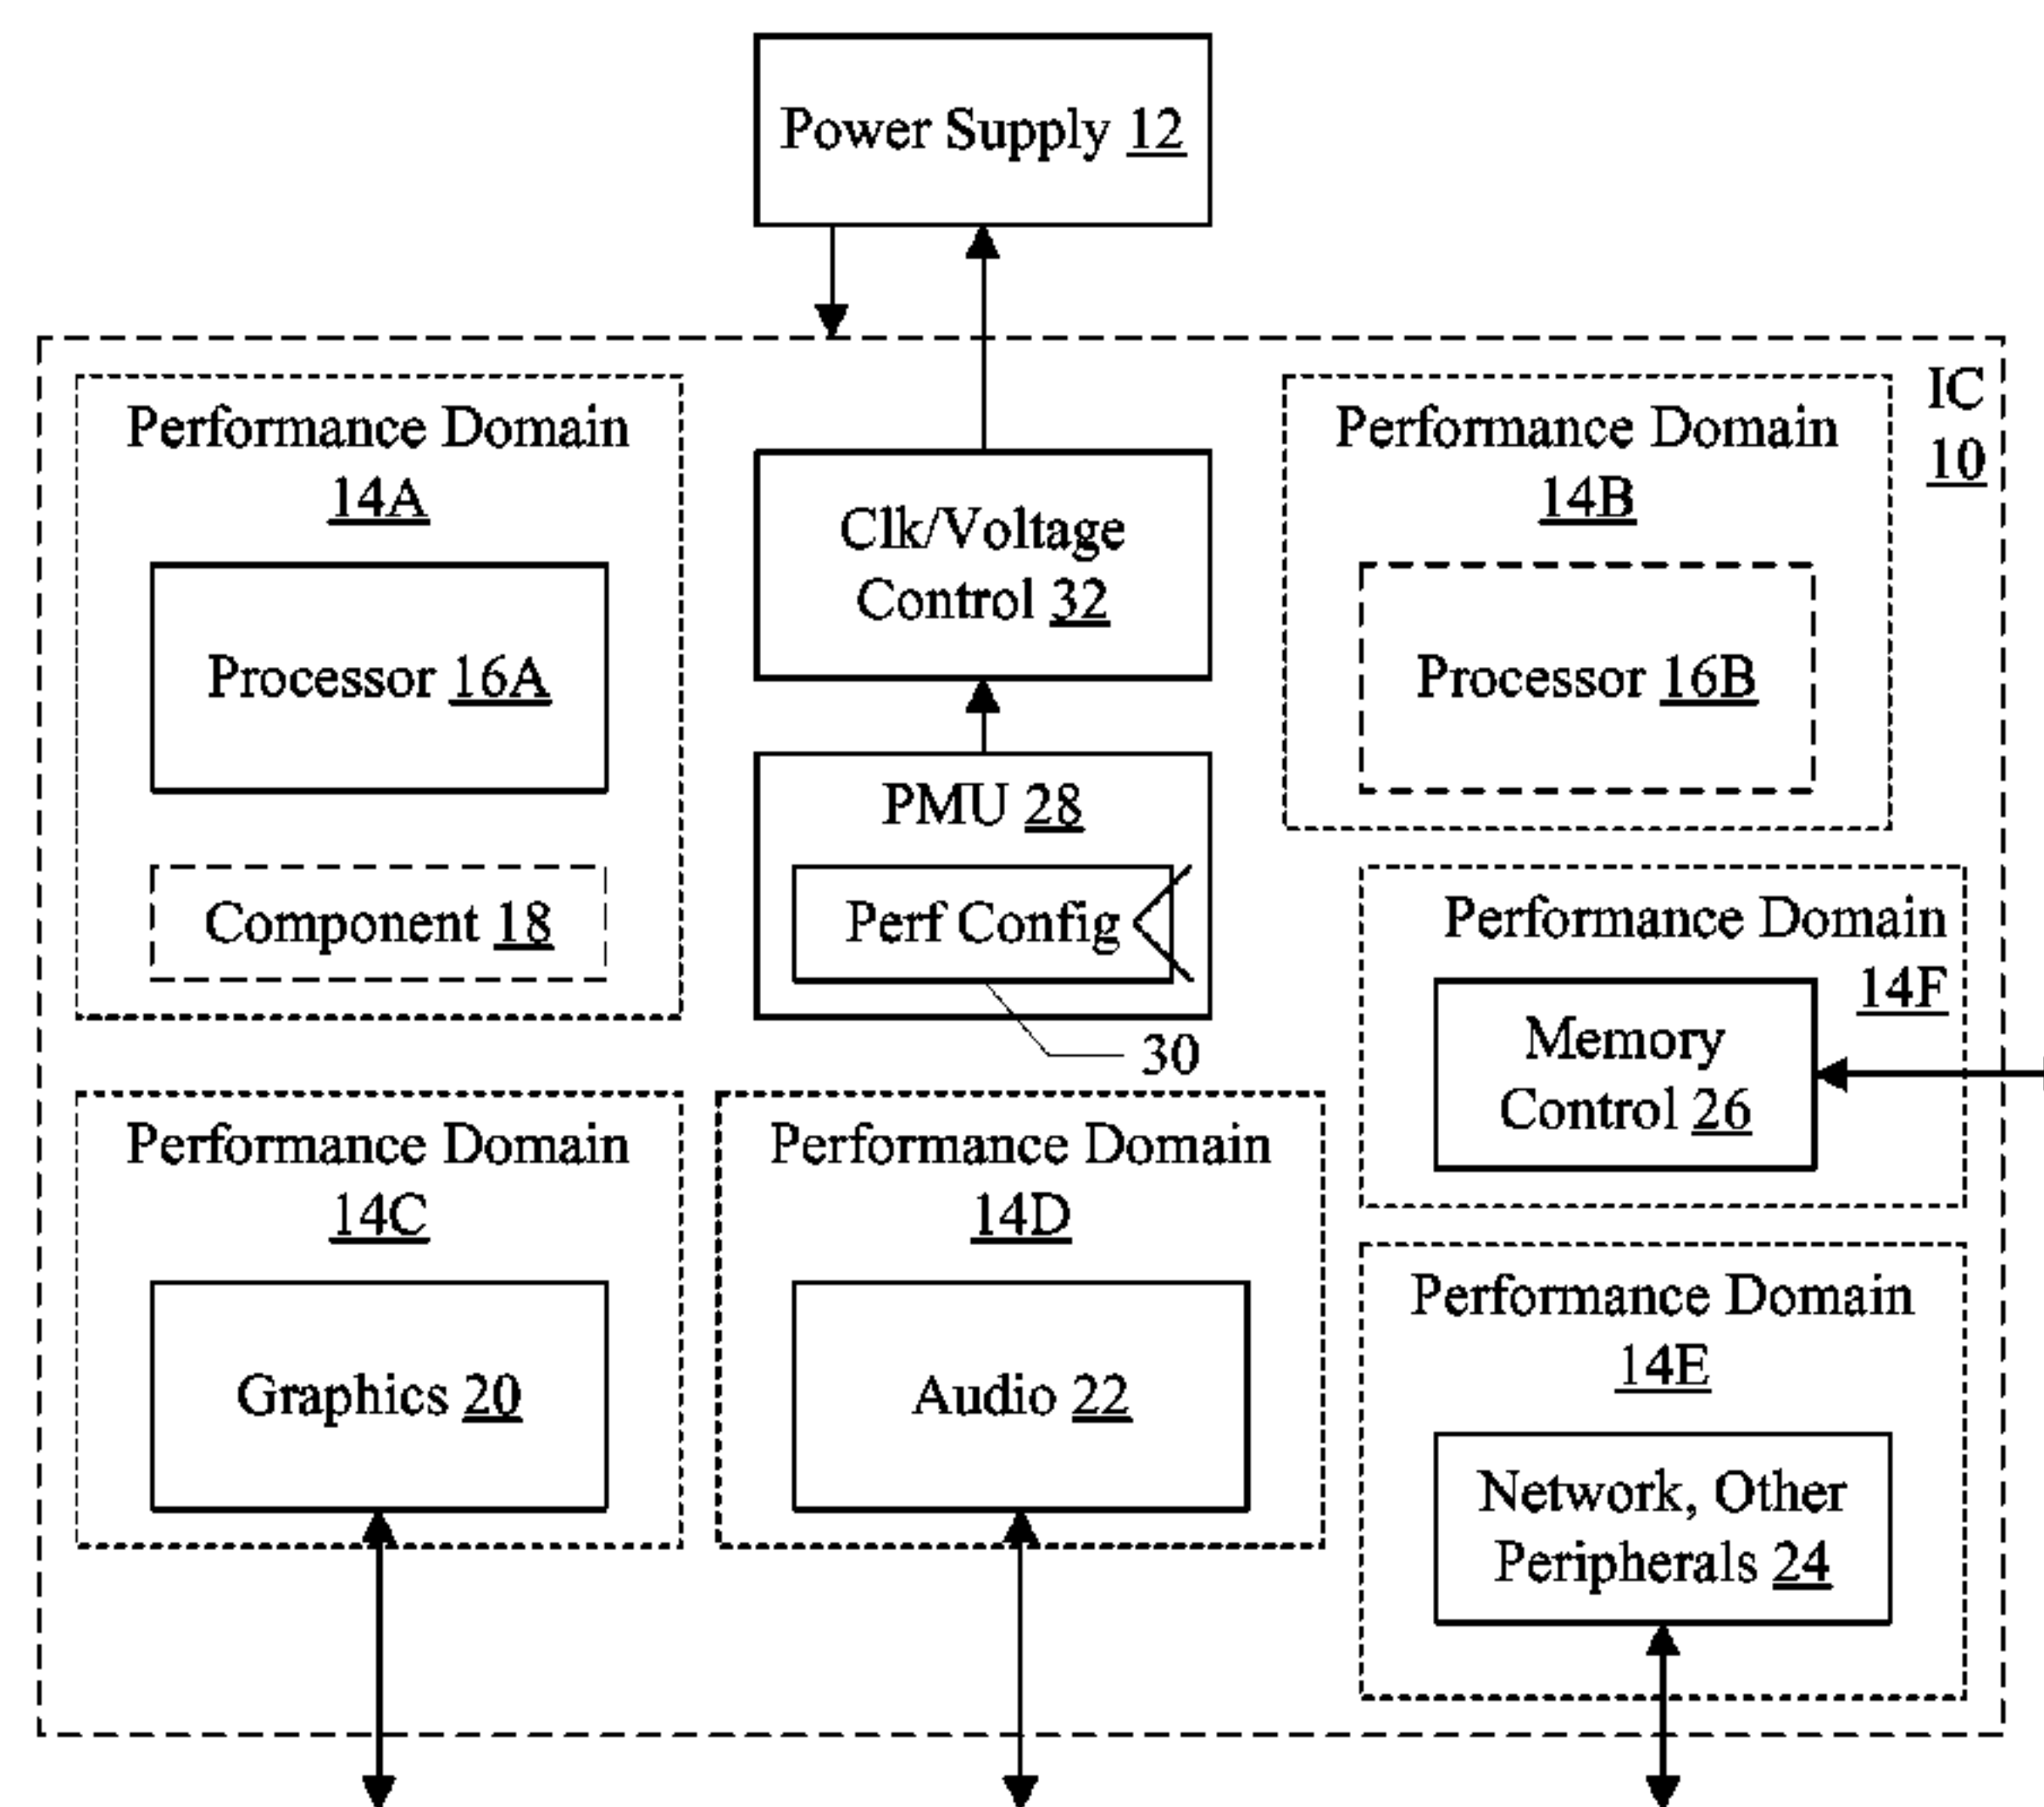 Power Supply 12
IC
10
Performance Domain
14A
Processor 16A
Component 18
Clk/Voltage
Control 32
PMU 28
Perf Config
30
Performance Domain
14B
Processor 16B
Performance Domain
14F
Memory
Control 26
Performance Domain
14C
Graphics 20
Performance Domain
14D
Audio 22
Performance Domain
14E
Network, Other
Peripherals 24